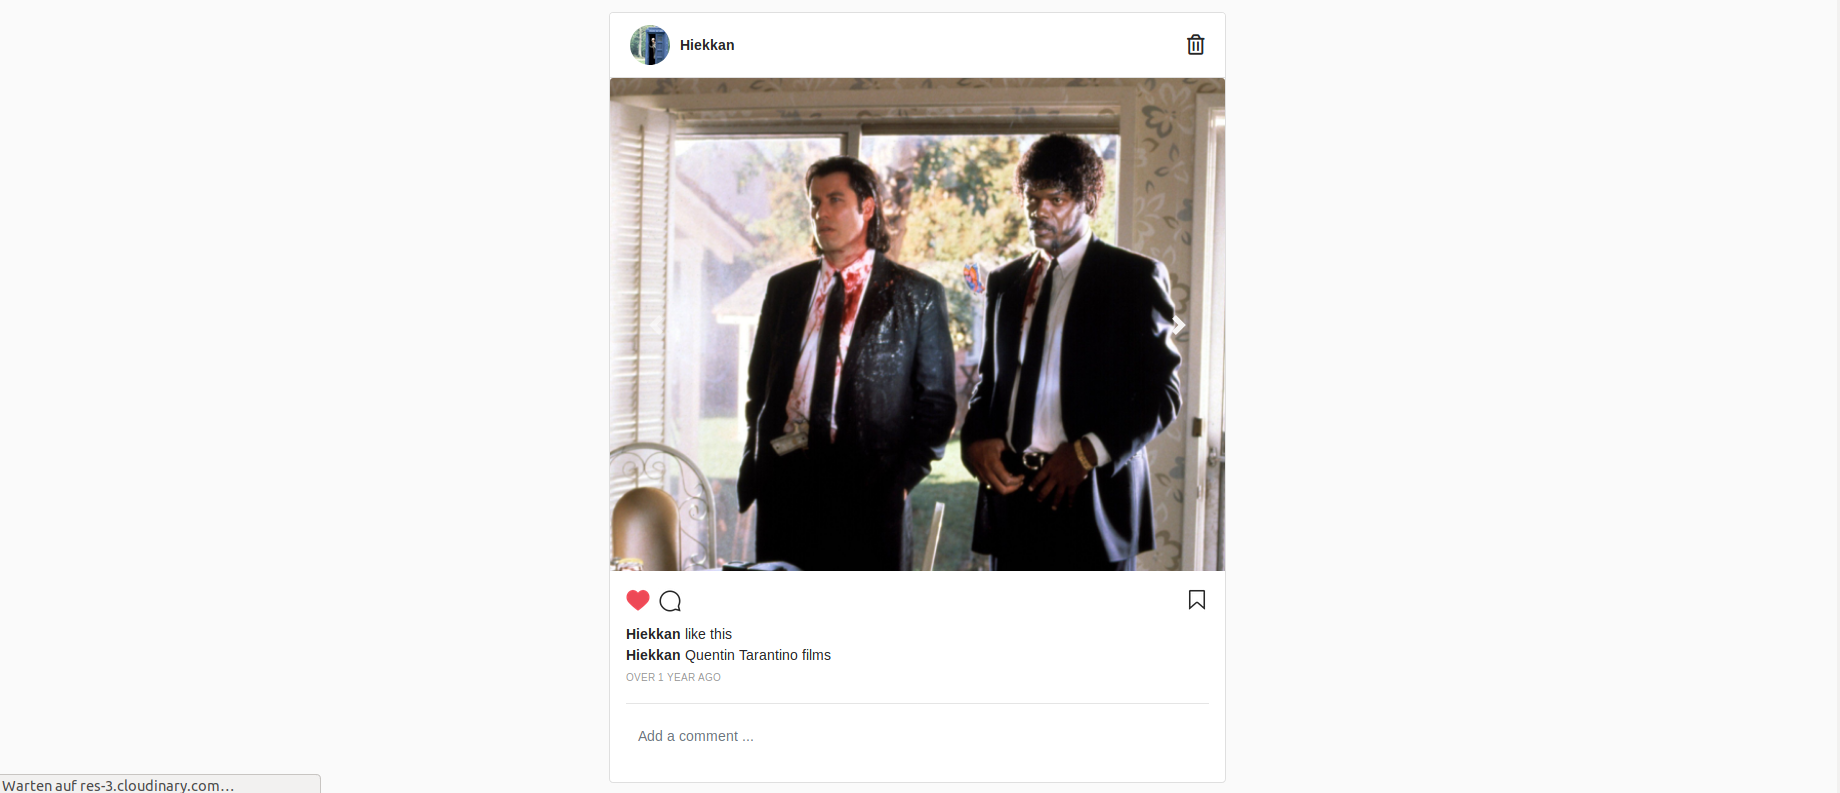 Hiekkan
Hiekkan like this
Hiekkan Quentin Tarantino films
OVER 1 YEAR AGO
Add a comment ...
Warten auf res-3.cloudinary.com…